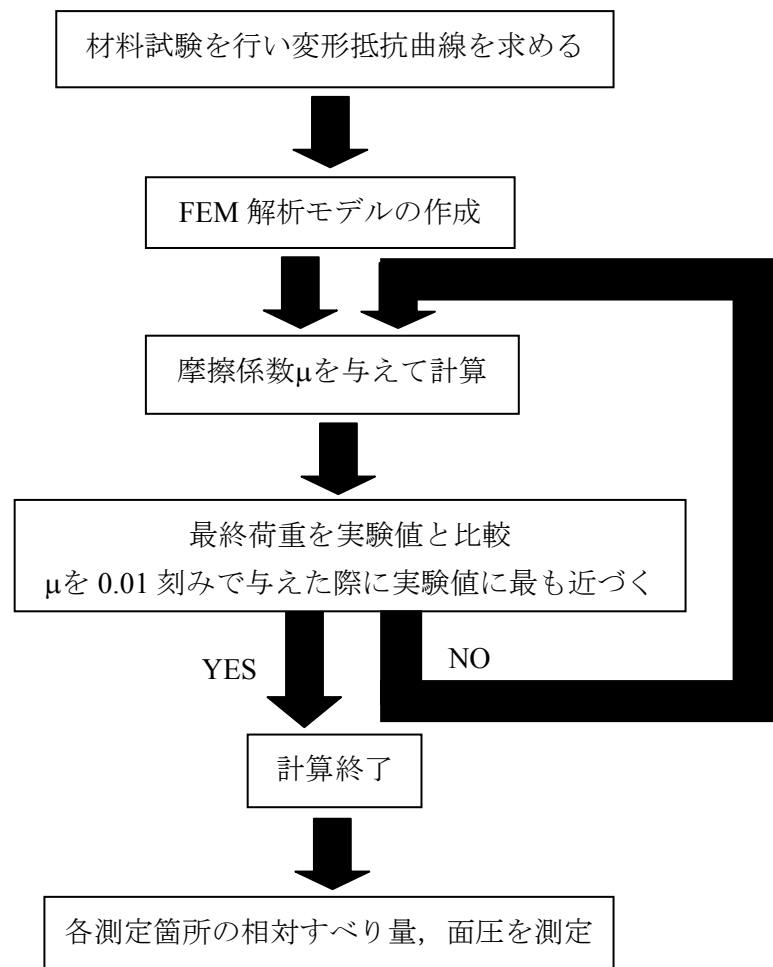 材料試験を行い変形抵抗曲線を求める
FEM 解析モデルの作成
摩擦係数μを与えて計算
最終荷重を実験値と比較
μを 0.01 刻みで与えた際に実験値に最も近づく
YES
NO
計算終了
各測定箇所の相対すべり量，面圧を測定